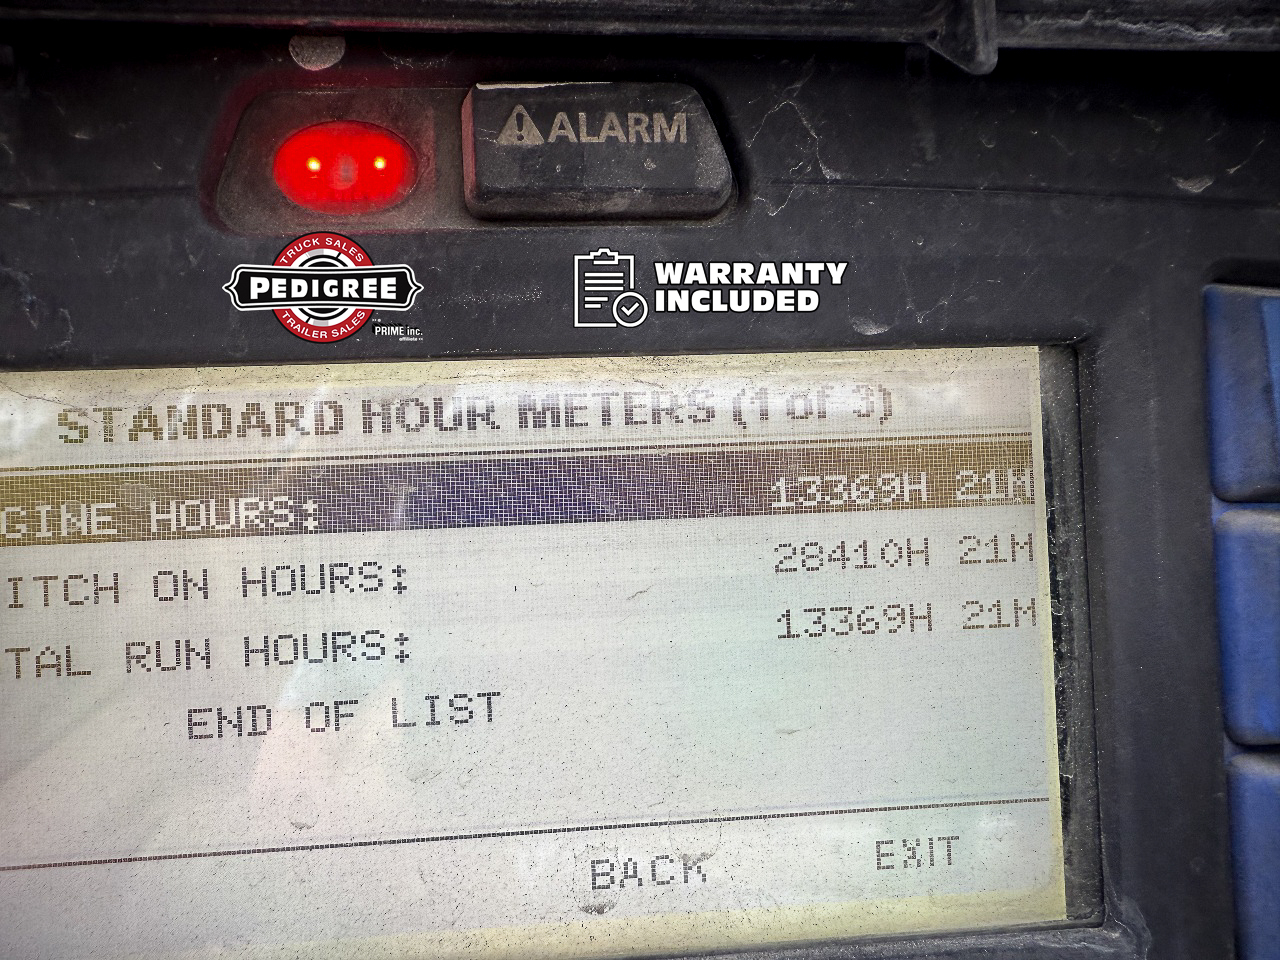 ALARM
TRUCK SALES
PEDIGREE
TRAILER SALES
PRIME inc.
WARRANTY
INCLUDED
STANDARD HOUR METERS (1 of 3)
GINE HOURS: 13369H 21M
ITCH ON HOURS: 28410H 21M
TAL RUN HOURS: 13369H 21M
END OF LIST
BACK EXIT